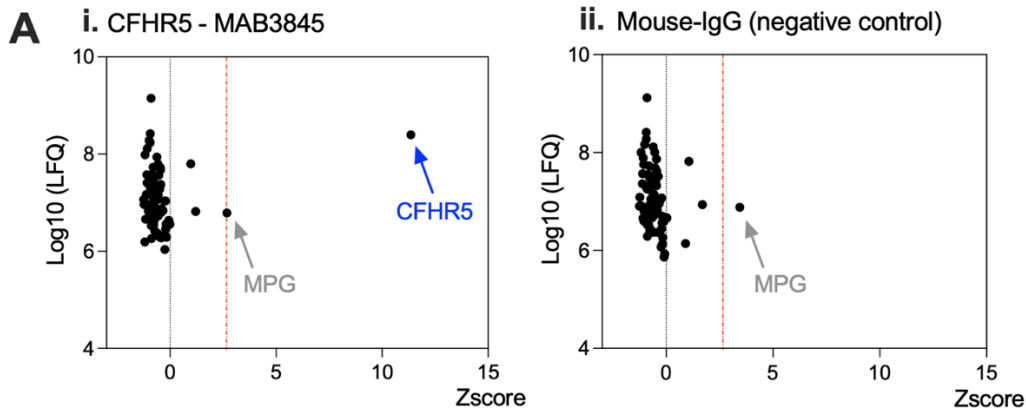 A
i. CFHR5 - MAB3845
10
8
6
4
Log10 (LFQ)
CFHR5
MPG
0
5
10
15
Zscore
ii. Mouse-IgG (negative control)
10
8
6
4
Log10 (LFQ)
MPG
0
5
10
15
Zscore